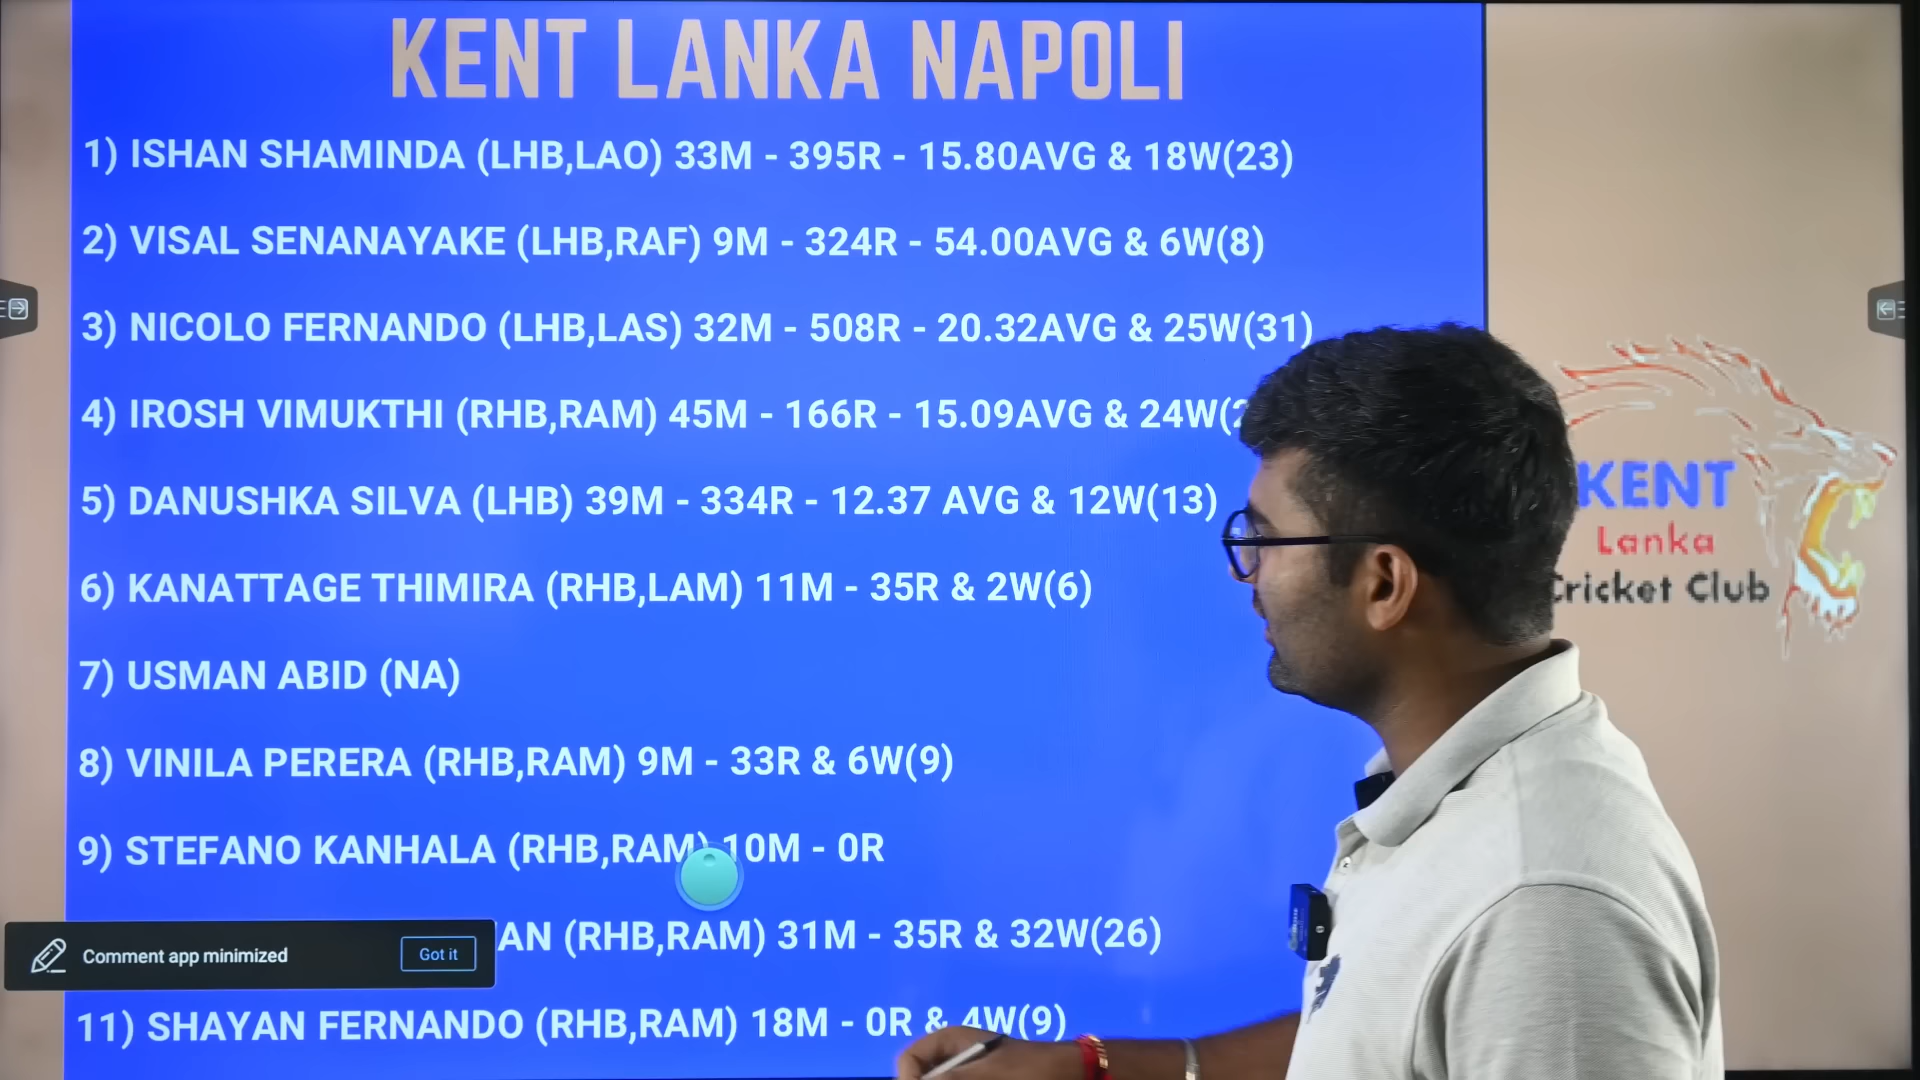 KENT LANKA NAPOLI
1) ISHAN SHAMINDA (LHB,LAO) 33M - 395R - 15.80AVG & 18W(23)
2) VISAL SENANAYAKE (LHB,RAF) 9M - 324R - 54.00AVG & 6W(8)
3) NICOLO FERNANDO (LHB,LAS) 32M - 508R - 20.32AVG & 25W(31)
4) IROSH VIMUKTHI (RHB,RAM) 45M - 166R - 15.09AVG &
5) DANUSHKA SILVA (LHB) 39M - 334R - 12.37 AVG & 12W(13)
6) KANATTAGE THIMIRA (RHB,LAM) 11M - 35R & 2W(6)
7) USMAN ABID (NA)
8) VINILA PERERA (RHB,RAM) 9M - 33R & 6W(9)
9) STEFANO KANHALA (RHB,RAM) 10M - 0R
(RHB,RAM) 31M - 35R & 32W(26)
11) SHAYAN FERNANDO (RHB,RAM) 18M - 0R & 4W(9)
Comment app minimized
Got it
KENT
Lanka
Cricket Club